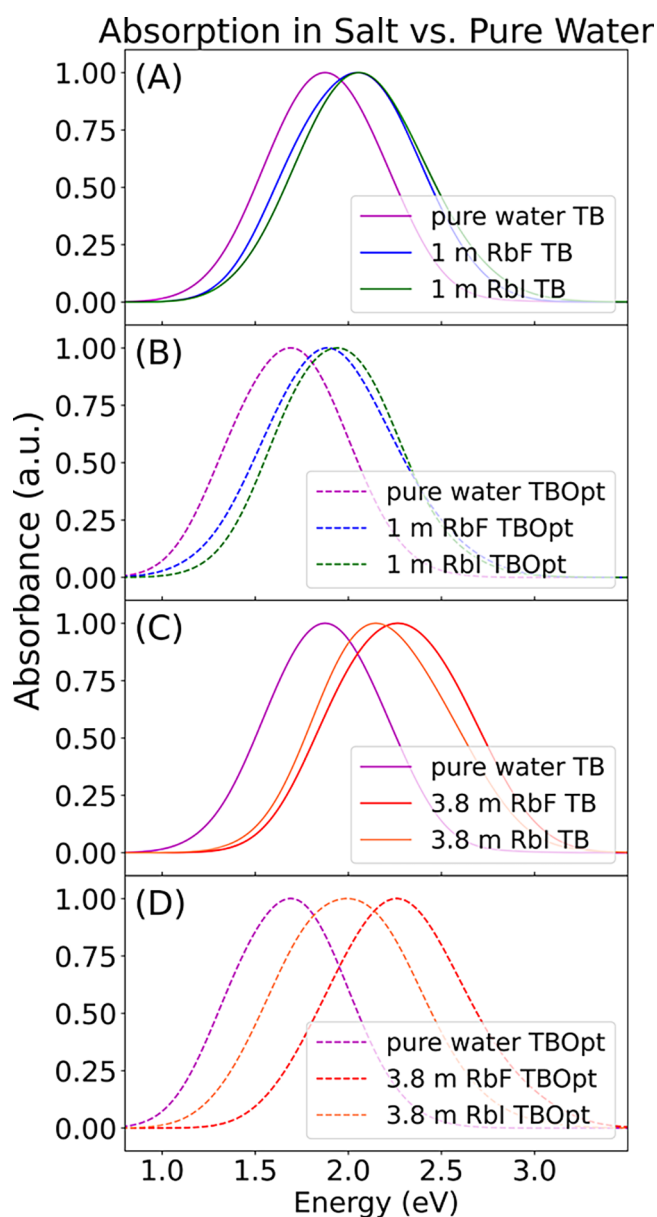 Absorption in Salt vs. Pure Water
(A)
1.00
0.75
0.50
0.25
0.00
pure water TB
1 m RbF TB
1 m RbI TB
(B)
1.00
0.75
0.50
0.25
0.00
pure water TBOpt
1 m RbF TBOpt
1 m RbI TBOpt
Absorbance (a.u.)
(C)
1.00
0.75
0.50
0.25
0.00
pure water TB
3.8 m RbF TB
3.8 m RbI TB
(D)
1.00
0.75
0.50
0.25
0.00
pure water TBOpt
3.8 m RbF TBOpt
3.8 m RbI TBOpt
1.0 1.5 2.0 2.5 3.0
Energy (eV)